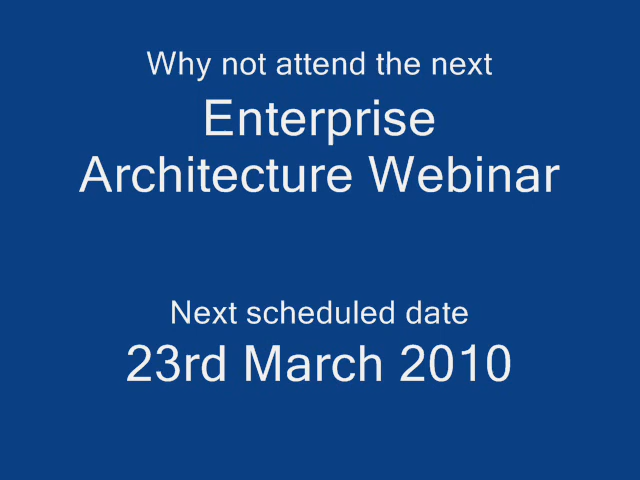 Why not attend the next
Enterprise
Architecture Webinar
Next scheduled date
23rd March 2010